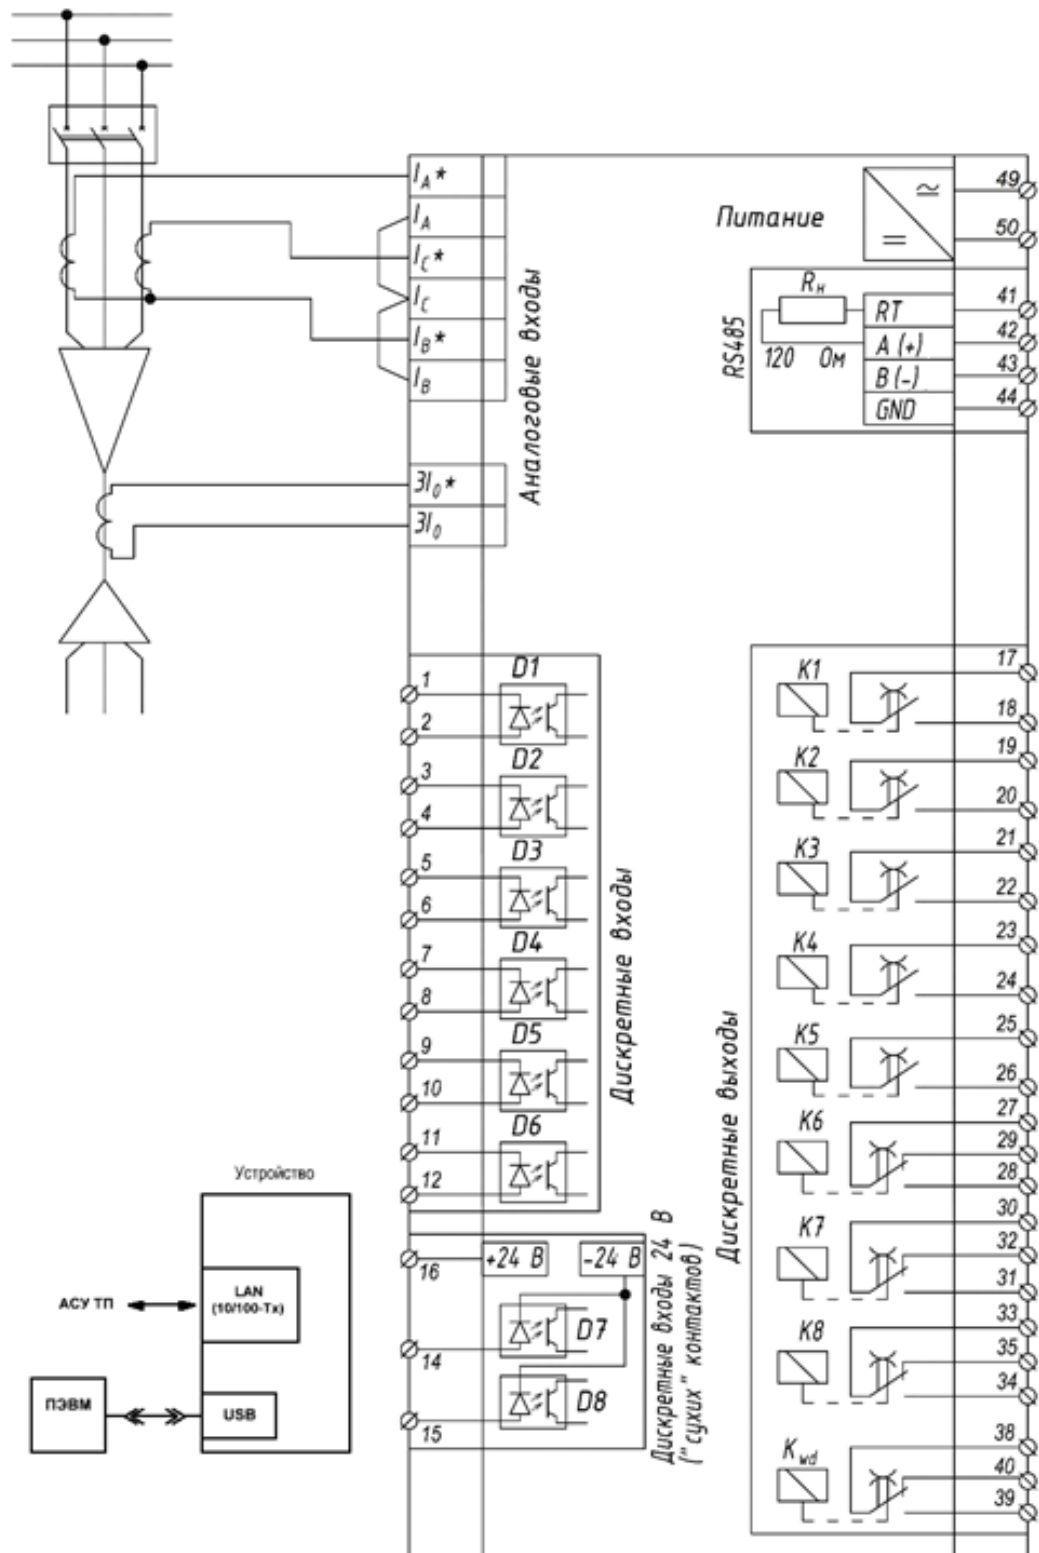 I_A*
I_A
I_C*
I_C
I_B*
I_B
3I_0*
3I_0
Аналоговые входы
Питание
49
50
RS485
R_н
120 Ом
RT
A (+)
B (-)
GND
41
42
43
44
1
2
D1
3
4
D2
5
6
D3
7
8
D4
9
10
D5
11
12
D6
Дискретные входы
16
+24 В
-24 В
14
D7
15
D8
Дискретные входы 24 В
("сухих" контактов)
Дискретные выходы
K1
17
18
K2
19
20
K3
21
22
K4
23
24
K5
25
26
K6
27
29
28
K7
30
32
31
K8
33
35
34
K_wd
38
40
39
Устройство
LAN
(10/100-Tx)
АСУ ТП
ПЭВМ
USB